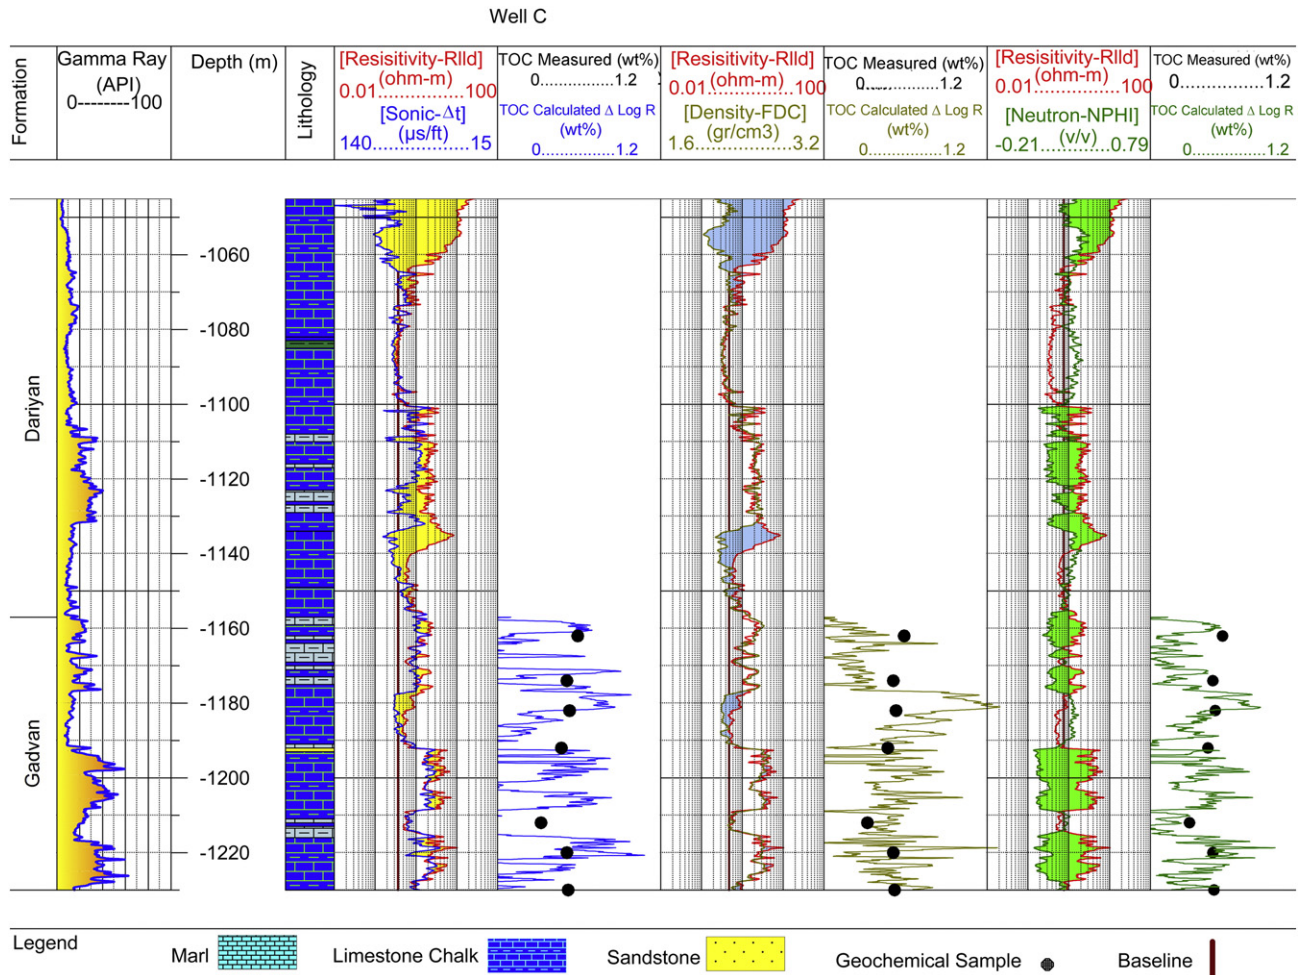 Well C
Formation
Gamma Ray
(API)
0--------100
Depth (m)
Lithology
[Resisitivity-Rlld]
(ohm-m)
0.01...............100
[Sonic-Δt]
(μs/ft)
140................15
TOC Measured (wt%)
0..............1.2
TOC Calculated Δ Log R
(wt%)
0..............1.2
[Resisitivity-Rlld]
(ohm-m)
0.01...............100
[Density-FDC]
(gr/cm3)
1.6................3.2
TOC Measured (wt%)
0..............1.2
TOC Calculated Δ Log R
(wt%)
0..............1.2
[Resisitivity-Rlld]
(ohm-m)
0.01...............100
[Neutron-NPHI]
(v/v)
-0.21............0.79
TOC Measured (wt%)
0..............1.2
TOC Calculated Δ Log R
(wt%)
0..............1.2
Dariyan
Gadvan
-1060
-1080
-1100
-1120
-1140
-1160
-1180
-1200
-1220
Legend
Marl
Limestone Chalk
Sandstone
Geochemical Sample
Baseline